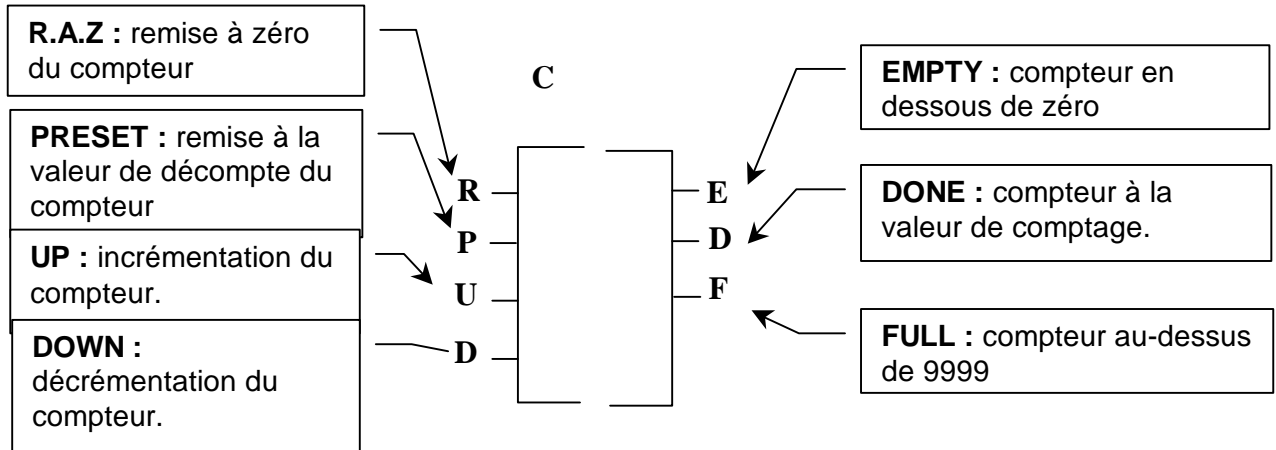 R.A.Z : remise à zéro
du compteur
PRESET : remise à la
valeur de décompte du
compteur
UP : incrémentation du
compteur.
DOWN :
décrémentation du
compteur.
C
R
P
U
D
E
D
F
EMPTY : compteur en
dessous de zéro
DONE : compteur à la
valeur de comptage.
FULL : compteur au-dessus
de 9999